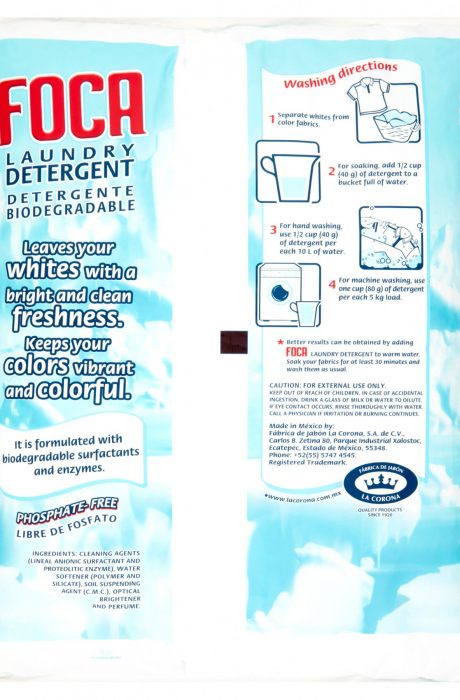 FOCA
LAUNDRY
DETERGENT
DETERGENTE
BIODEGRADABLE
Leaves your
whites with a
bright and clean
freshness.
Keeps your
colors vibrant
and colorful.
It is formulated with
biodegradable surfactants
and enzymes.
PHOSPHATE-FREE
LIBRE DE FOSFATO
INGREDIENTS: CLEANING AGENTS
(LINEAL ANIONIC SURFACTANT AND
PROTEOLITIC ENZYME), WATER
SOFTENER (POLYMER AND
SILICATE), SOIL SUSPENDING
AGENT (C.M.C.), OPTICAL
BRIGHTENER
AND PERFUME.
Washing directions
1 Separate whites from
color fabrics.
2 For soaking, add 1/2 cup
(40 g) of detergent to a
bucket full of water.
3 For hand washing,
use 1/2 cup (40 g)
of detergent per
each 10 L of water.
4 For machine washing, use
one cup (80 g) of detergent
per each 5 kg load.
★ Better results can be obtained by adding
FOCA LAUNDRY DETERGENT to warm water.
Soak your fabrics for at least 30 minutes and
wash them as usual.
CAUTION: FOR EXTERNAL USE ONLY.
KEEP OUT OF REACH OF CHILDREN. IN CASE OF ACCIDENTAL
INGESTION, DRINK A GLASS OF MILK OR WATER TO DILUTE.
IF EYE CONTACT OCCURS, RINSE THOROUGHLY WITH WATER.
CALL A PHYSICIAN IF IRRITATION OR BURNING CONTINUES.
Made in México by:
Fábrica de Jabón La Corona, S.A. de C.V.,
Carlos B. Zetina 80, Parque Industrial Xalostoc,
Ecatepec, Estado de México, 55348.
Phone: +52(55) 5747 4545.
Registered Trademark.
•www.lacorona.com.mx
FÁBRICA DE JABÓN
LA CORONA
QUALITY PRODUCTS
SINCE 1920